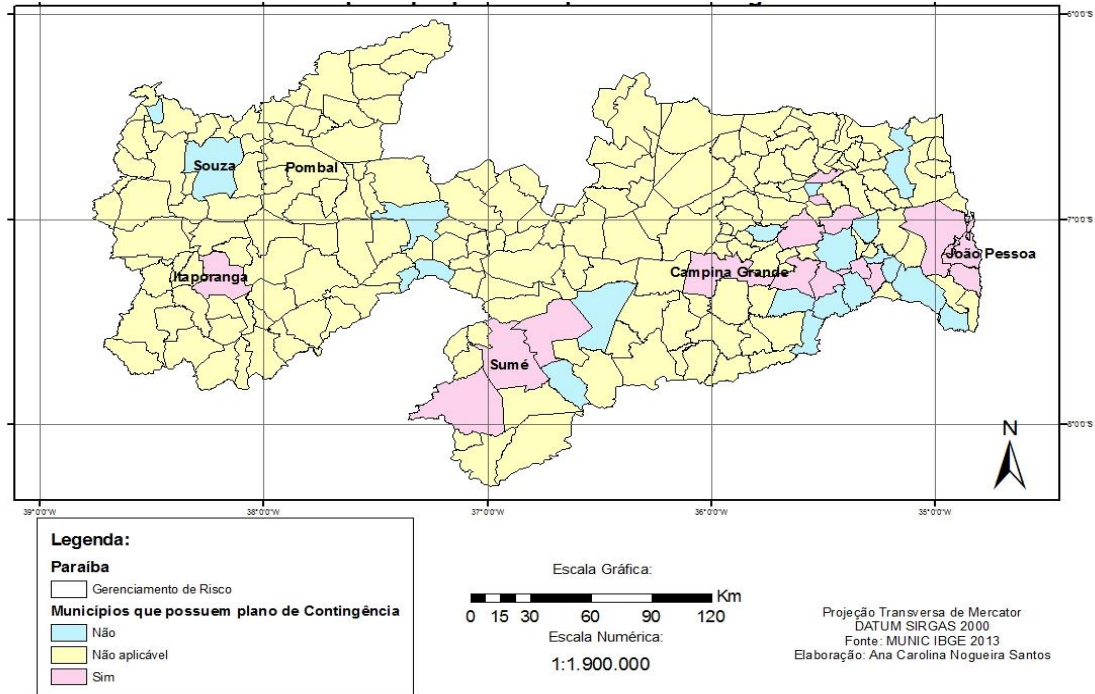 6°0'0"S
Souza
Pombal
7°0'0"S
João Pessoa
Itaporanga
Campina Grande
Sumé
8°0'0"S
N
39°0'0"W
38°0'0"W
37°0'0"W
36°0'0"W
35°0'0"W
Legenda:
Paraíba
Gerenciamento de Risco
Municípios que possuem plano de Contingência
Não
Não aplicável
Sim
Escala Gráfica:
Km
0 15 30 60 90 120
Escala Numérica:
1:1.900.000
Projeção Transversa de Mercator
DATUM SIRGAS 2000
Fonte: MUNIC IBGE 2013
Elaboração: Ana Carolina Nogueira Santos